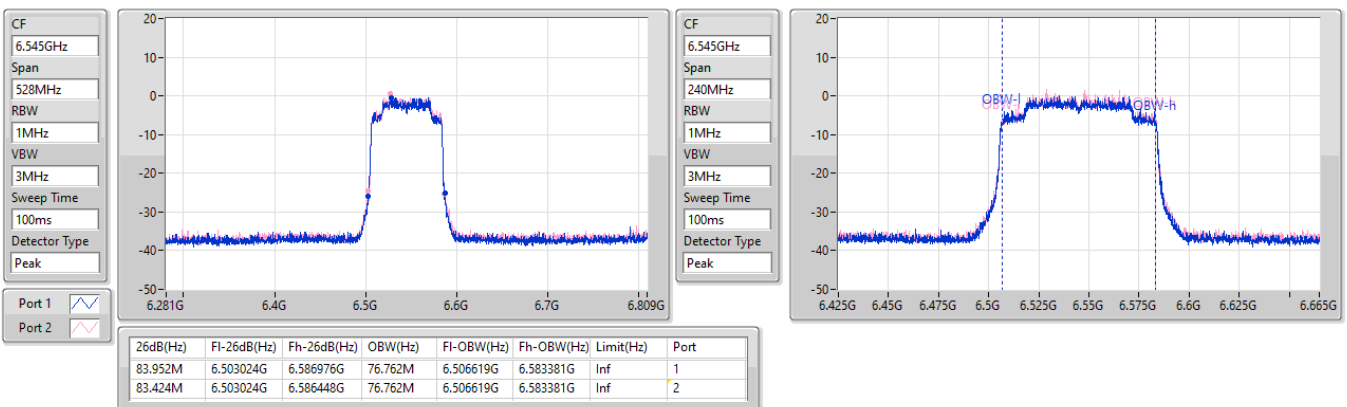 CF
6.545GHz
Span
528MHz
RBW
1MHz
VBW
3MHz
Sweep Time
100ms
Detector Type
Peak
Port 1
Port 2
20-
10-
0-
-10-
-20-
-30-
-40-
-50-
6.281G 6.4G 6.5G 6.6G 6.7G 6.809G
CF
6.545GHz
Span
240MHz
RBW
1MHz
VBW
3MHz
Sweep Time
100ms
Detector Type
Peak
20-
10-
0-
-10-
-20-
-30-
-40-
-50-
OBW-l OBW-h
6.425G 6.45G 6.475G 6.5G 6.525G 6.55G 6.575G 6.6G 6.625G 6.665G
26dB(Hz) Fl-26dB(Hz) Fh-26dB(Hz) OBW(Hz) Fl-OBW(Hz) Fh-OBW(Hz) Limit(Hz) Port
83.952M 6.503024G 6.586976G 76.762M 6.506619G 6.583381G Inf 1
83.424M 6.503024G 6.586448G 76.762M 6.506619G 6.583381G Inf 2